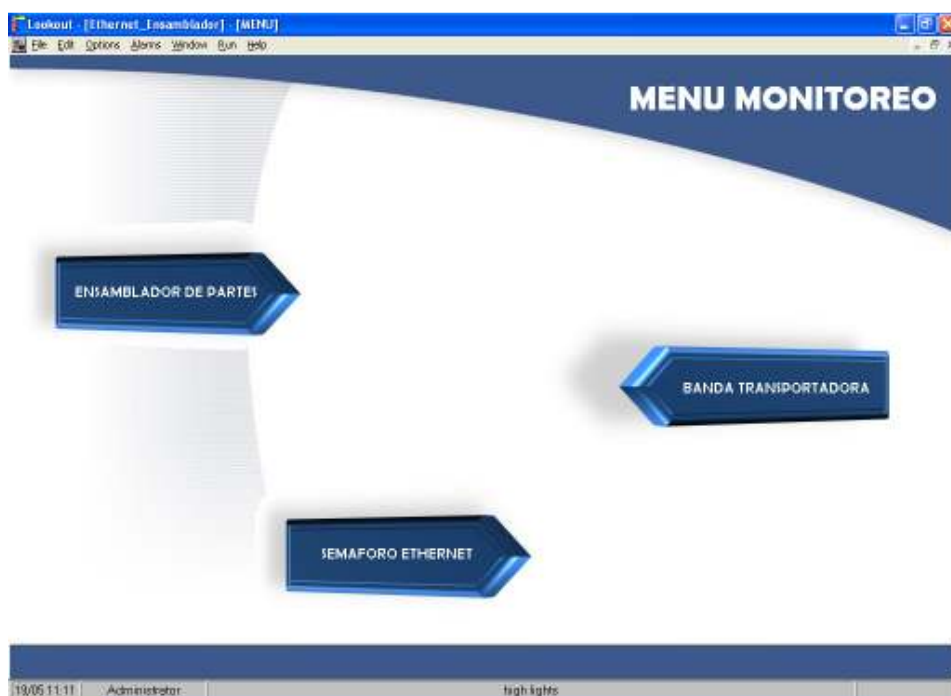 Lookout - [Ethernet_Ensamblador] - [MENU]
File Edit Options Alarms Window Run Help
MENU MONITOREO
ENSAMBLADOR DE PARTES
BANDA TRANSPORTADORA
SEMAFORO ETHERNET
19/05 11:11 Administrator high lights